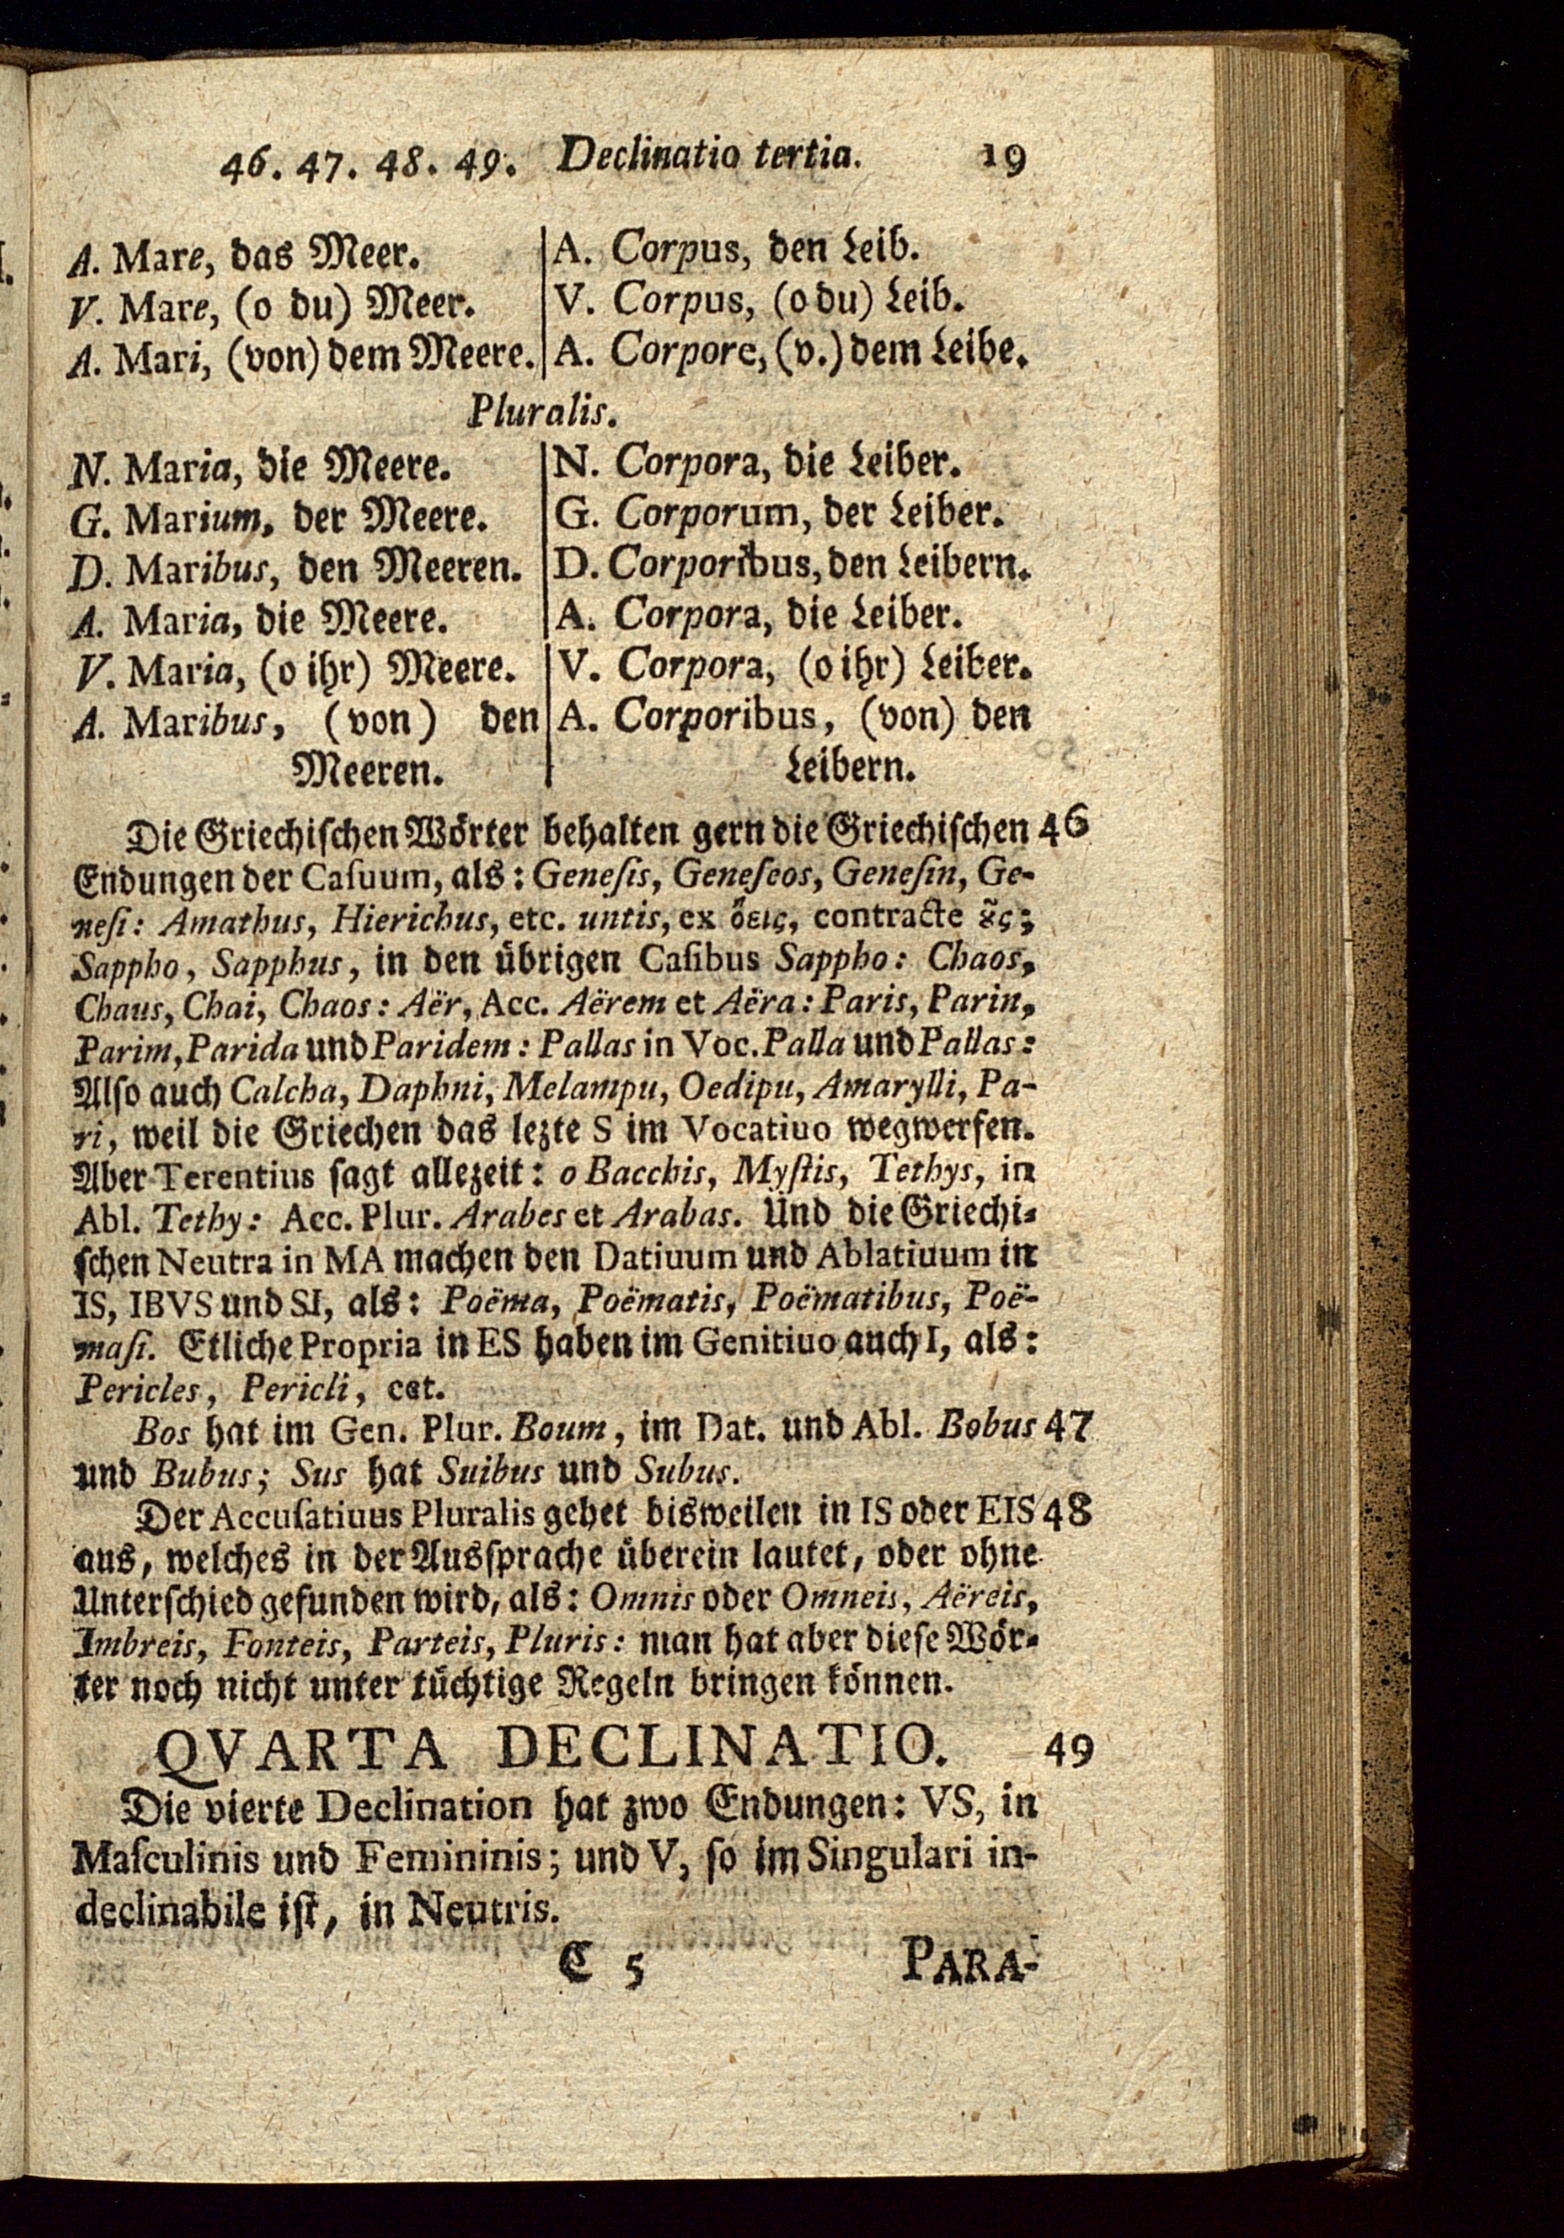 46. 47. 48. 49. Declinatio tertia. 19
A. Mare, das Meer.
V. Mare, (o du) Meer.
A. Mari, (von) dem Meere.
A. Corpus, den Leib.
V. Corpus, (o du) Leib.
A. Corpore, (v.) dem Leibe.
Pluralis.
N. Maria, die Meere.
G. Marium, der Meere.
D. Maribus, den Meeren.
A. Maria, die Meere.
V. Maria, (o ihr) Meere.
A. Maribus, (von) den
Meeren.
N. Corpora, die Leiber.
G. Corporum, der Leiber.
D. Corporibus, den Leibern.
A. Corpora, die Leiber.
V. Corpora, (o ihr) Leiber.
A. Corporibus, (von) den
Leibern.
Die Griechiſchen Wörter behalten gern die Griechiſchen 46
Endungen der Caſuum, als: Geneſis, Geneſeos, Geneſin, Ge-
neſi: Amathus, Hierichus, etc. untis, ex όεις, contracte ȣ͂ς;
Sappho, Sapphus, in den übrigen Caſibus Sappho: Chaos,
Chaus, Chai, Chaos: Aër, Acc. Aërem et Aëra: Paris, Parin,
Parim, Parida und Paridem: Pallas in Voc. Palla und Pallas:
Alſo auch Calcha, Daphni, Melampu, Oedipu, Amarylli, Pa-
ri, weil die Griechen das lezte S im Vocatiuo wegwerfen.
Aber Terentius ſagt allezeit: o Bacchis, Myſtis, Tethys, in
Abl. Tethy: Acc. Plur. Arabes et Arabas. Und die Griechi-
ſchen Neutra in MA machen den Datiuum und Ablatiuum in
IS, IBVS und SI, als: Poëma, Poëmatis, Poëmatibus, Poë-
maſi. Etliche Propria in ES haben im Genitiuo auch I, als:
Pericles, Pericli, cet.
Bos hat im Gen. Plur. Boum, im Dat. und Abl. Bobus 47
und Bubus; Sus hat Suibus und Subus.
Der Accuſatiuus Pluralis gehet bisweilen in IS oder EIS 48
aus, welches in der Ausſprache überein lautet, oder ohne
Unterſchied gefunden wird, als: Omnis oder Omneis, Aëreis,
Imbreis, Fonteis, Parteis, Pluris: man hat aber dieſe Wör-
ter noch nicht unter tüchtige Regeln bringen können.
QVARTA DECLINATIO. 49
Die vierte Declination hat zwo Endungen: VS, in
Maſculinis und Femininis; und V, ſo im Singulari in-
declinabile iſt, in Neutris.
C 5 PARA-